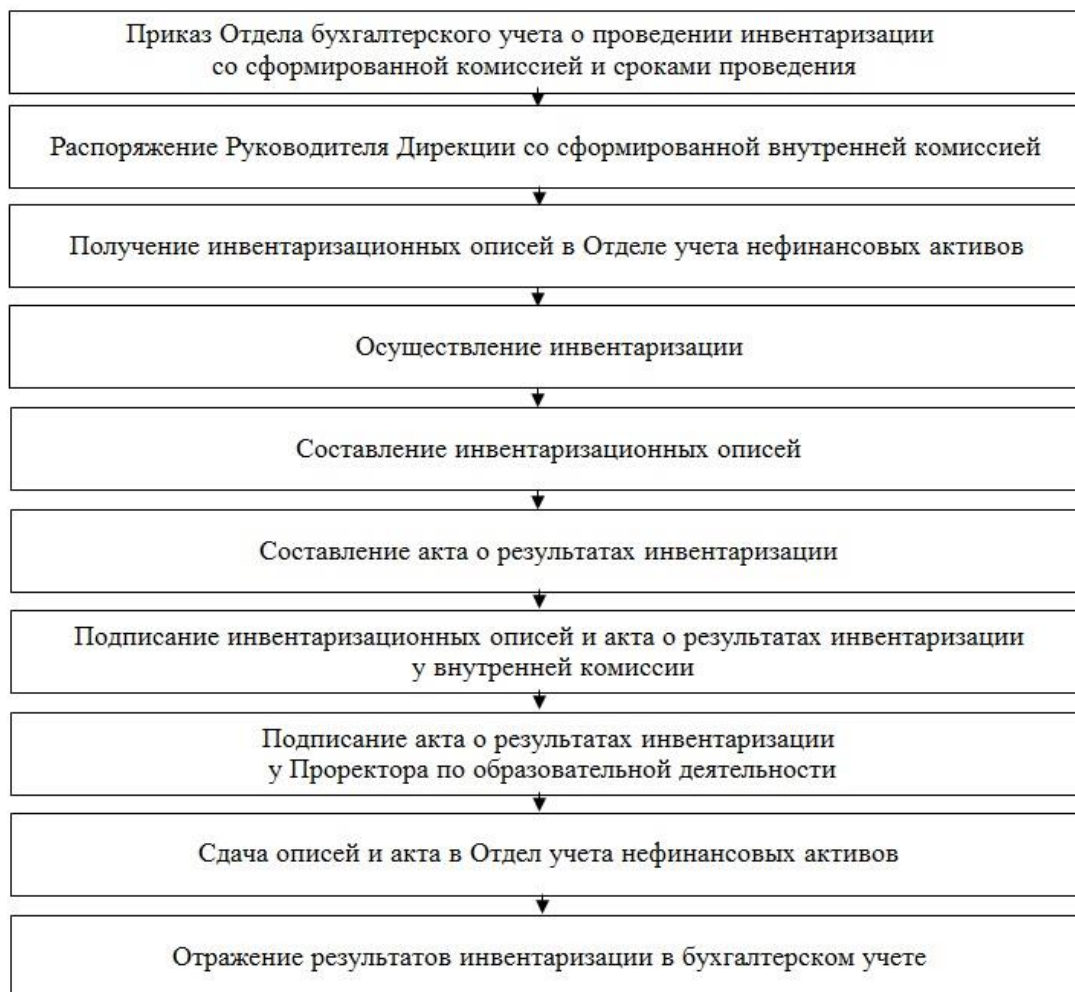 Приказ Отдела бухгалтерского учета о проведении инвентаризации
со сформированной комиссией и сроками проведения
Распоряжение Руководителя Дирекции со сформированной внутренней комиссией
Получение инвентаризационных описей в Отделе учета нефинансовых активов
Осуществление инвентаризации
Составление инвентаризационных описей
Составление акта о результатах инвентаризации
Подписание инвентаризационных описей и акта о результатах инвентаризации
у внутренней комиссии
Подписание акта о результатах инвентаризации
у Проректора по образовательной деятельности
Сдача описей и акта в Отдел учета нефинансовых активов
Отражение результатов инвентаризации в бухгалтерском учете